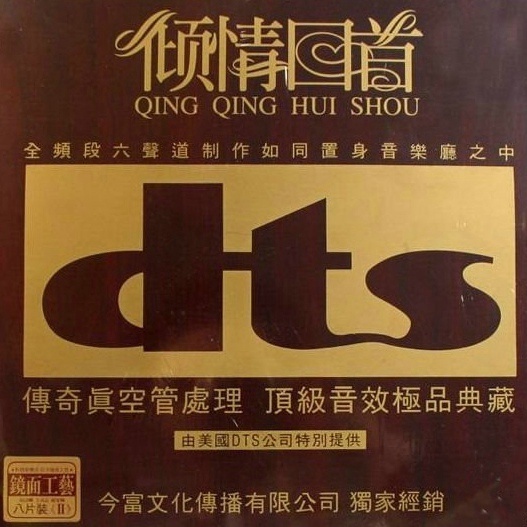 倾情回首
QING QING HUI SHOU
全頻段六聲道制作如同置身音樂廳之中
dts
傳奇眞空管處理 頂級音效極品典藏
由美國DTS公司特別提供
鏡面工藝
八片裝《II》
今富文化傳播有限公司 獨家經銷